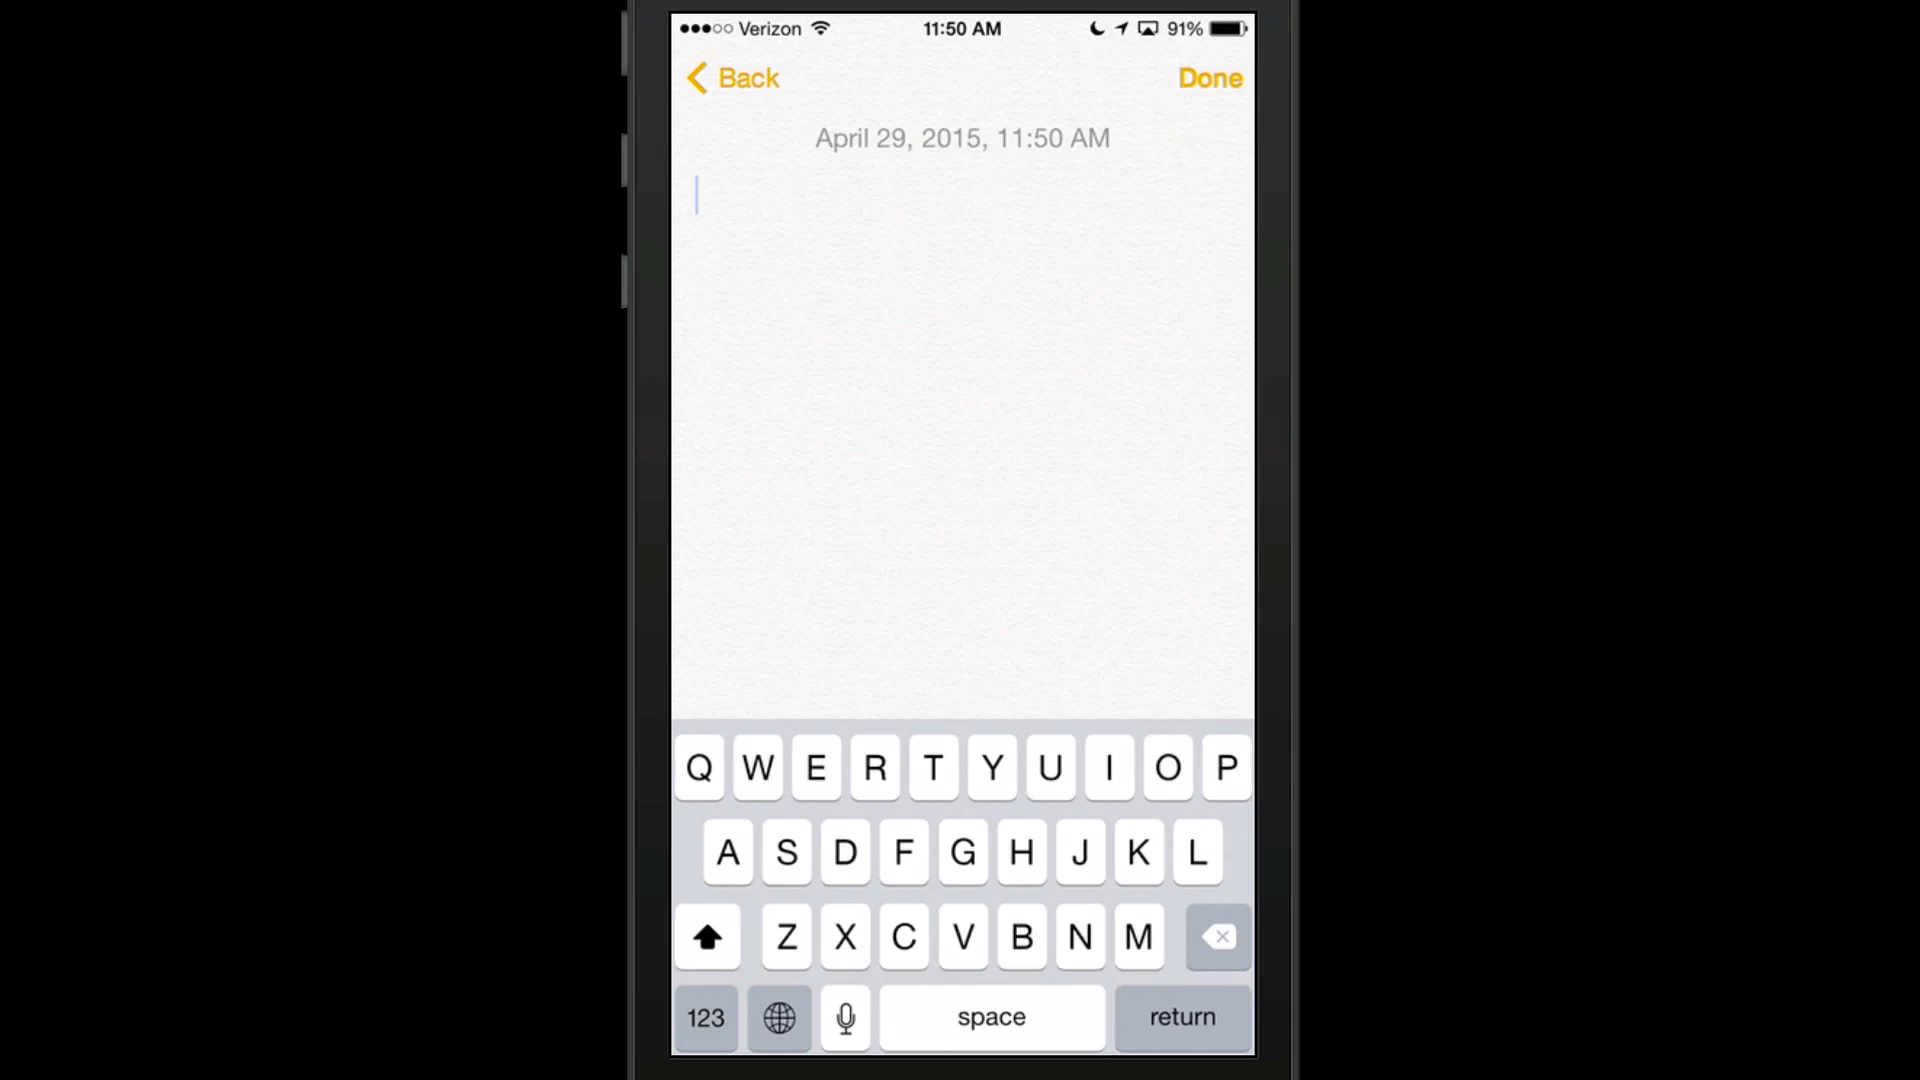 Verizon 11:50 AM 91%
Back Done
April 29, 2015, 11:50 AM
Q W E R T Y U I O P
A S D F G H J K L
Z X C V B N M
123 space return